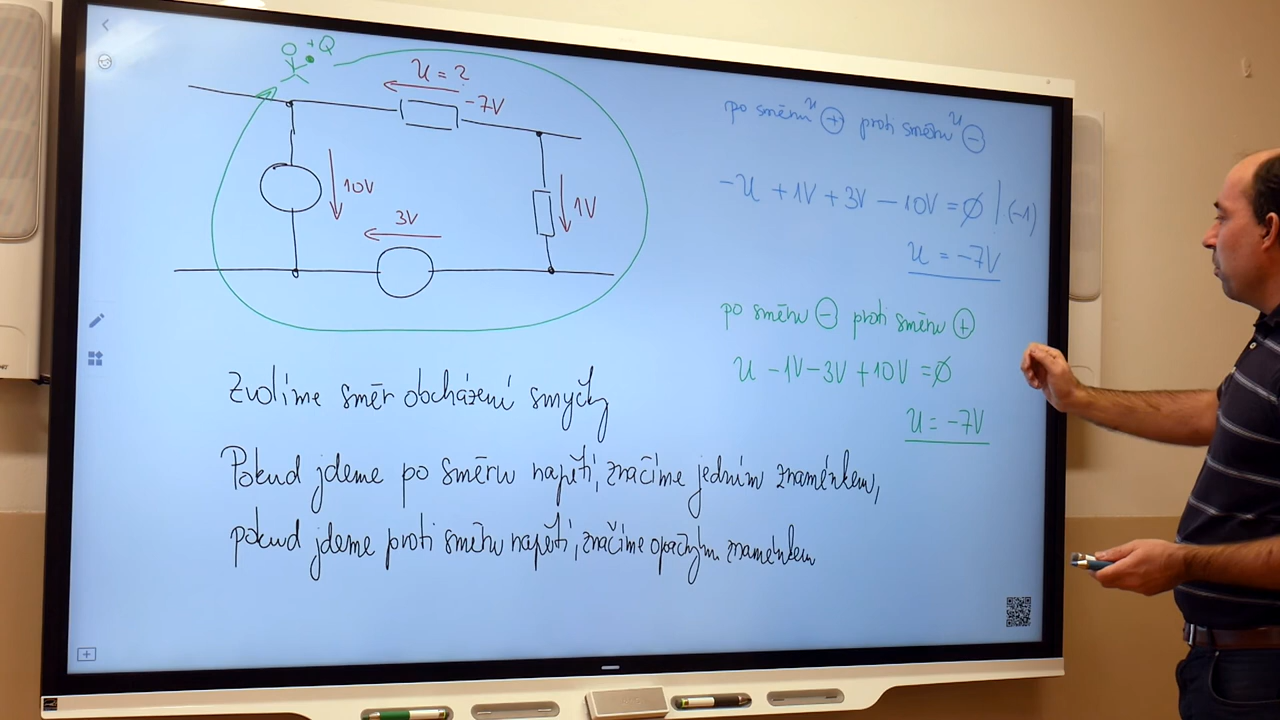 +Q
U = ?
-7V
10V
3V
1V
po směru u ⊕ proti směru u ⊖
-U +1V +3V -10V = ∅ | (-1)
U = -7V
po směru ⊖ proti směru ⊕
U -1V -3V +10V = ∅
U = -7V
Zvolíme směr obcházení smyčky
Pokud jdeme po směru napětí, značíme jedním znaménkem,
pokud jdeme proti směru napětí, značíme opačným znaménkem